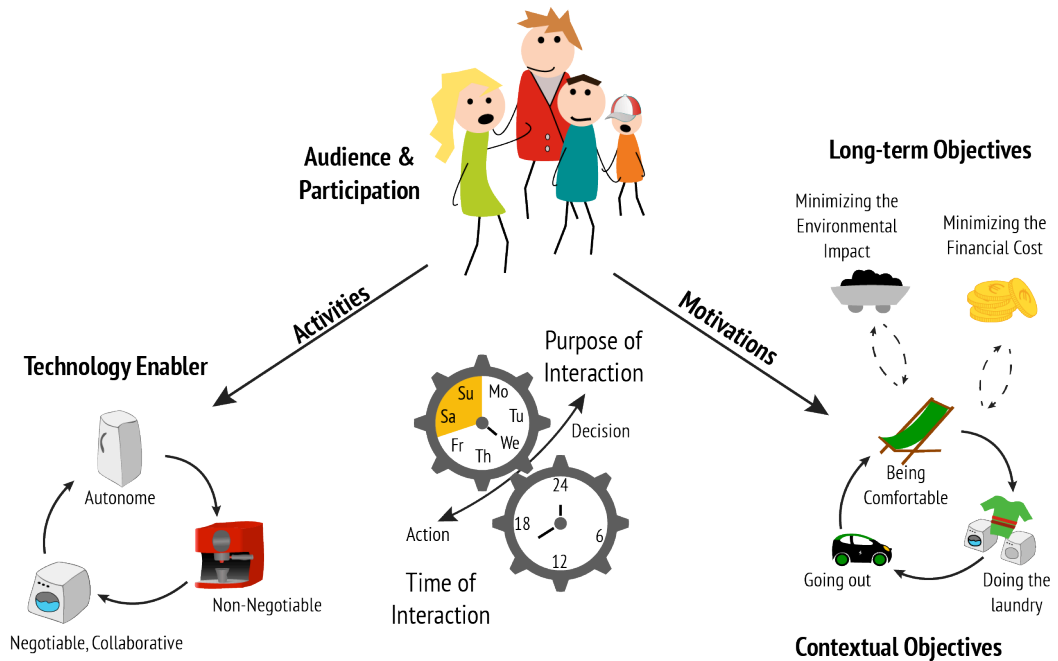 Audience &
Participation
Long-term Objectives
Minimizing the
Environmental
Impact
Minimizing the
Financial Cost
Activities
Motivations
Technology Enabler
Autonome
Non-Negotiable
Negotiable, Collaborative
Purpose of
Interaction
Decision
Su
Mo
Sa
Tu
Fr
We
Th
24
18
6
12
Action
Time of
Interaction
Being
Comfortable
Going out
Doing the
laundry
Contextual Objectives